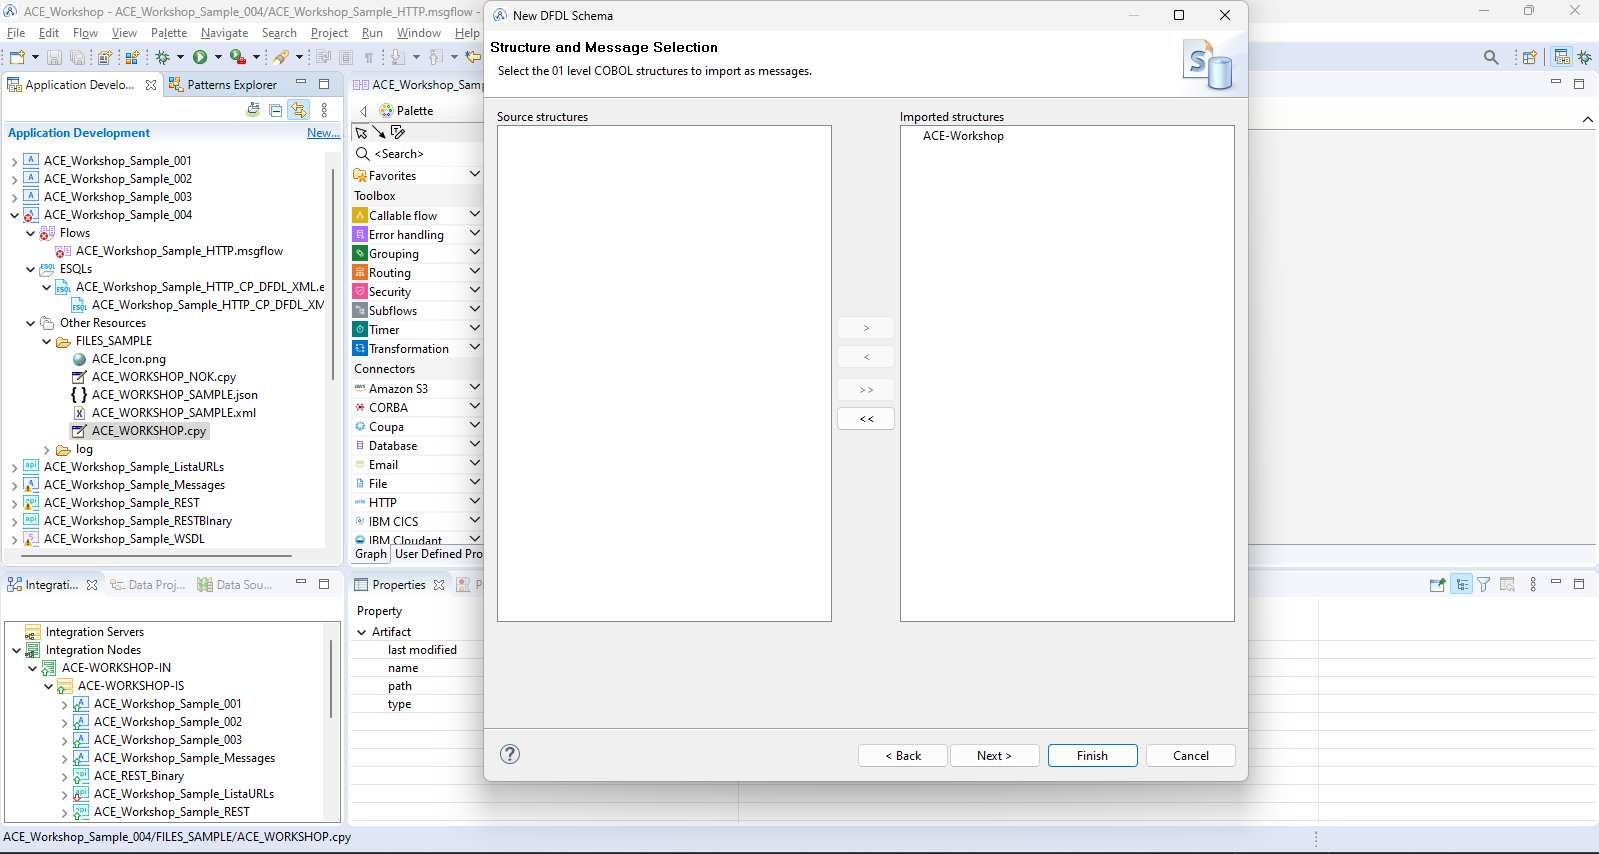 ACE_Workshop - ACE_Workshop_Sample_004/ACE_Workshop_Sample_HTTP.msgflow -
File Edit Flow View Palette Navigate Search Project Run Window Help
New DFDL Schema
Structure and Message Selection
Select the 01 level COBOL structures to import as messages.
Source structures
Imported structures
ACE-Workshop
>
<
>>
<<
< Back
Next >
Finish
Cancel
Application Develo...
Patterns Explorer
Application Development
New...
ACE_Workshop_Sample_001
ACE_Workshop_Sample_002
ACE_Workshop_Sample_003
ACE_Workshop_Sample_004
Flows
ACE_Workshop_Sample_HTTP.msgflow
ESQLs
ACE_Workshop_Sample_HTTP_CP_DFDL_XML.e
ACE_Workshop_Sample_HTTP_CP_DFDL_XM
Other Resources
FILES_SAMPLE
ACE_Icon.png
ACE_WORKSHOP_NOK.cpy
ACE_WORKSHOP_SAMPLE.json
ACE_WORKSHOP_SAMPLE.xml
ACE_WORKSHOP.cpy
log
ACE_Workshop_Sample_ListaURLs
ACE_Workshop_Sample_Messages
ACE_Workshop_Sample_REST
ACE_Workshop_Sample_RESTBInary
ACE_Workshop_Sample_WSDL
ACE_Workshop_Sam
Palette
<Search>
Favorites
Toolbox
Callable flow
Error handling
Grouping
Routing
Security
Subflows
Timer
Transformation
Connectors
Amazon S3
CORBA
Coupa
Database
Email
File
HTTP
IBM CICS
IBM Cloudant
Graph
User Defined Pro
Integrati...
Data Proj...
Data Sou...
Integration Servers
Integration Nodes
ACE-WORKSHOP-IN
ACE-WORKSHOP-IS
ACE_Workshop_Sample_001
ACE_Workshop_Sample_002
ACE_Workshop_Sample_003
ACE_Workshop_Sample_Messages
ACE_REST_Binary
ACE_Workshop_Sample_ListaURLs
ACE_Workshop_Sample_REST
Properties
P
Property
Artifact
last modified
name
path
type
ACE_Workshop_Sample_004/FILES_SAMPLE/ACE_WORKSHOP.cpy